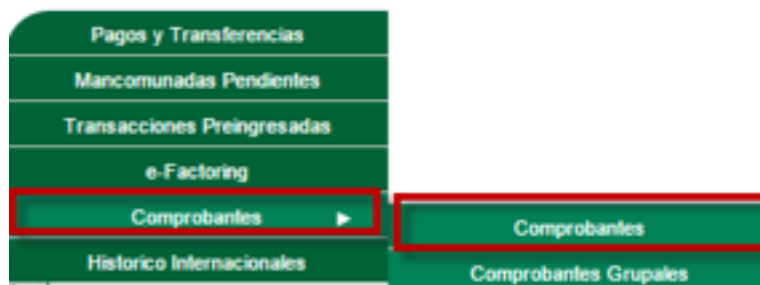 Pagos y Transferencias
Mancomunadas Pendientes
Transacciones Preingresadas
e-Factoring
Comprobantes
Comprobantes
Historico Internacionales
Comprobantes Grupales